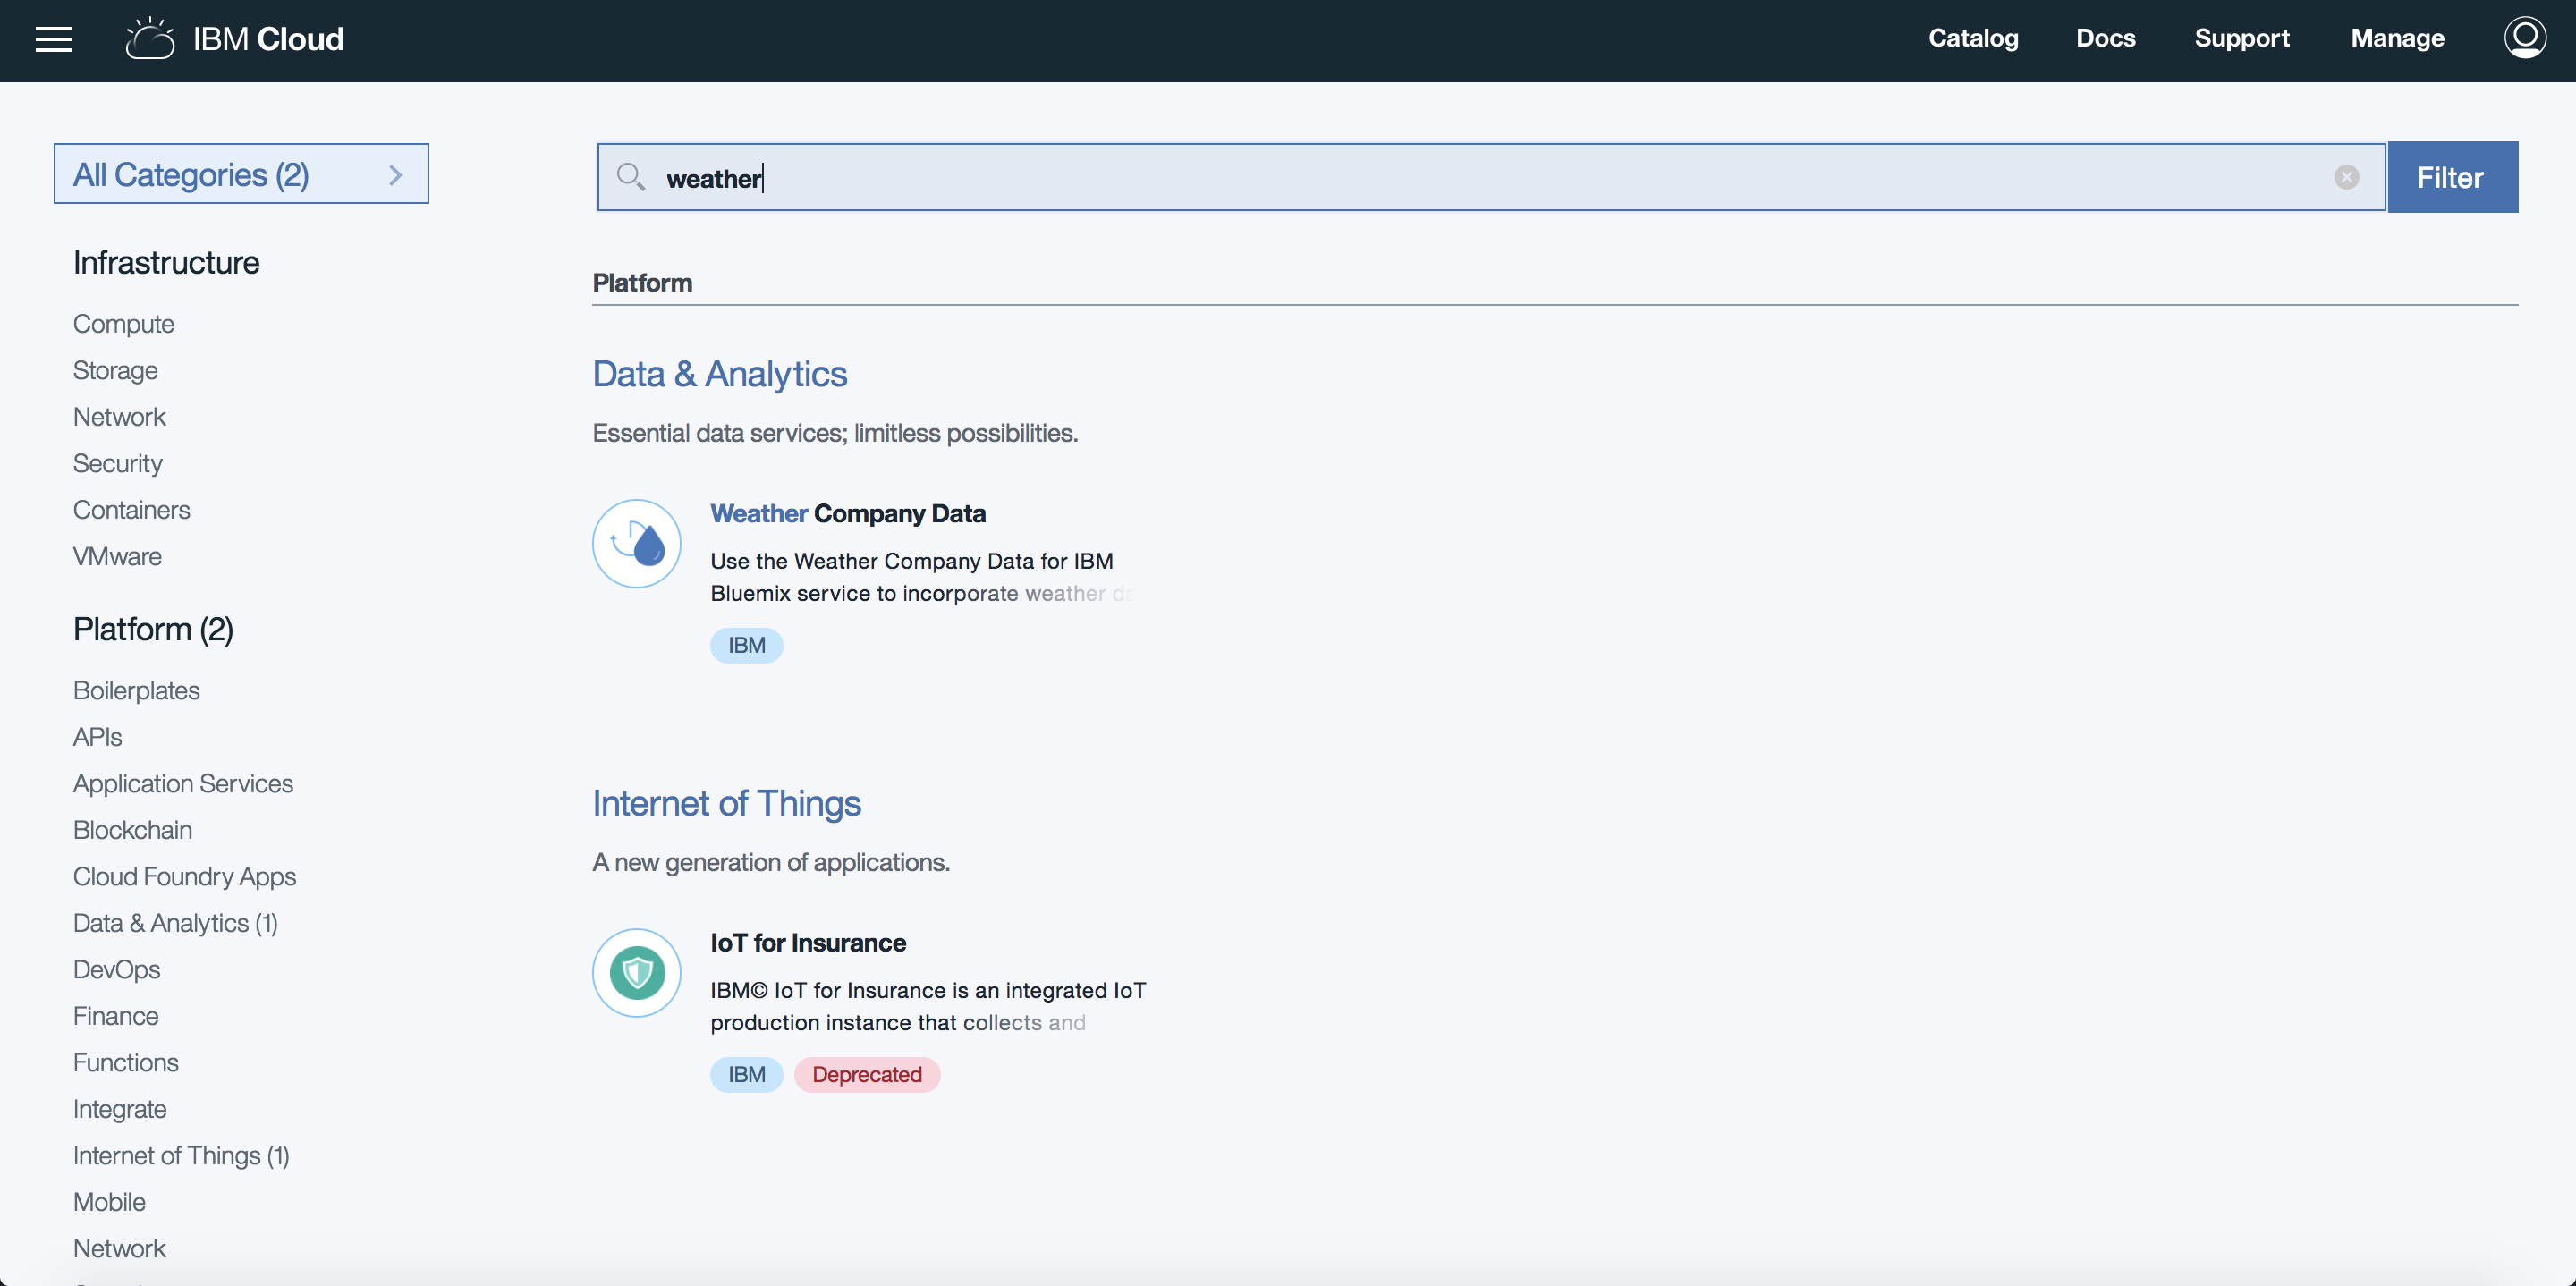 IBM Cloud
Catalog
Docs
Support
Manage
All Categories (2)
Infrastructure
Compute
Storage
Network
Security
Containers
VMware
Platform (2)
Boilerplates
APIs
Application Services
Blockchain
Cloud Foundry Apps
Data & Analytics (1)
DevOps
Finance
Functions
Integrate
Internet of Things (1)
Mobile
Network
weather
Filter
Platform
Data & Analytics
Essential data services; limitless possibilities.
Weather Company Data
Use the Weather Company Data for IBM
Bluemix service to incorporate weather da
IBM
Internet of Things
A new generation of applications.
IoT for Insurance
IBM© IoT for Insurance is an integrated IoT
production instance that collects and
IBM
Deprecated